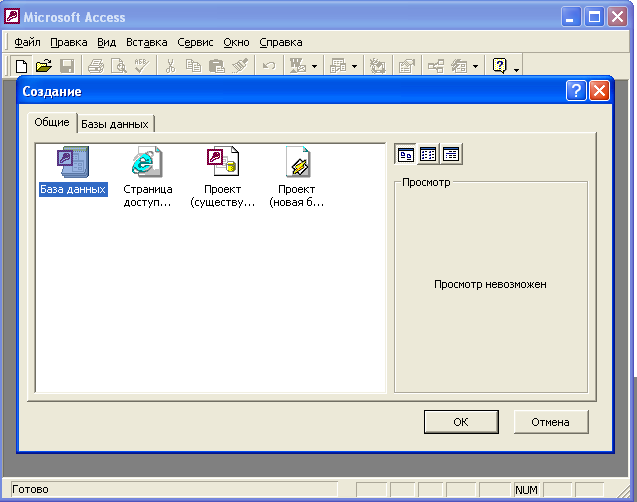 Microsoft Access
Файл Правка Вид Вставка Сервис Окно Справка
Создание
Общие Базы данных
База данных
Страница
доступ...
Проект
(существу...
Проект
(новая б...
Просмотр
Просмотр невозможен
ОК Отмена
Готово NUM